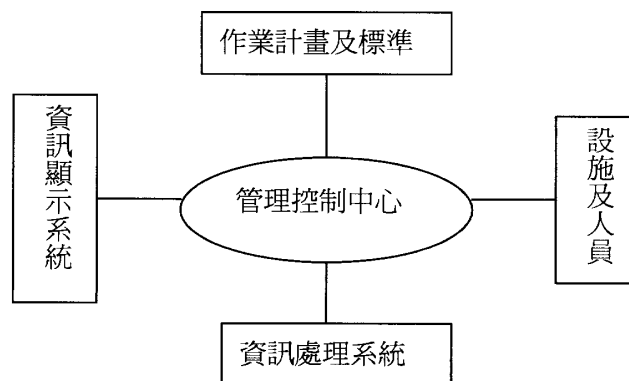 作業計畫及標準
資訊顯示系統
管理控制中心
設施及人員
資訊處理系統